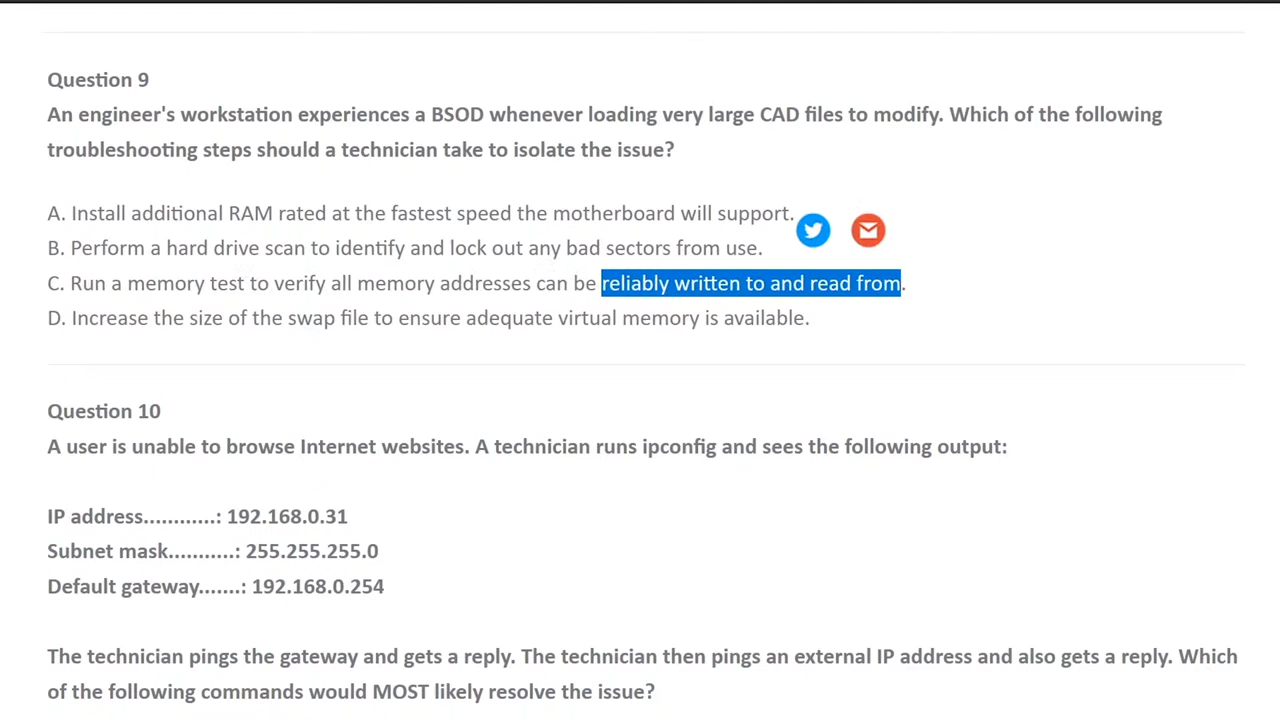 Question 9
An engineer's workstation experiences a BSOD whenever loading very large CAD files to modify. Which of the following
troubleshooting steps should a technician take to isolate the issue?
A. Install additional RAM rated at the fastest speed the motherboard will support.
B. Perform a hard drive scan to identify and lock out any bad sectors from use.
C. Run a memory test to verify all memory addresses can be reliably written to and read from.
D. Increase the size of the swap file to ensure adequate virtual memory is available.
Question 10
A user is unable to browse Internet websites. A technician runs ipconfig and sees the following output:
IP address............: 192.168.0.31
Subnet mask...........: 255.255.255.0
Default gateway.......: 192.168.0.254
The technician pings the gateway and gets a reply. The technician then pings an external IP address and also gets a reply. Which
of the following commands would MOST likely resolve the issue?